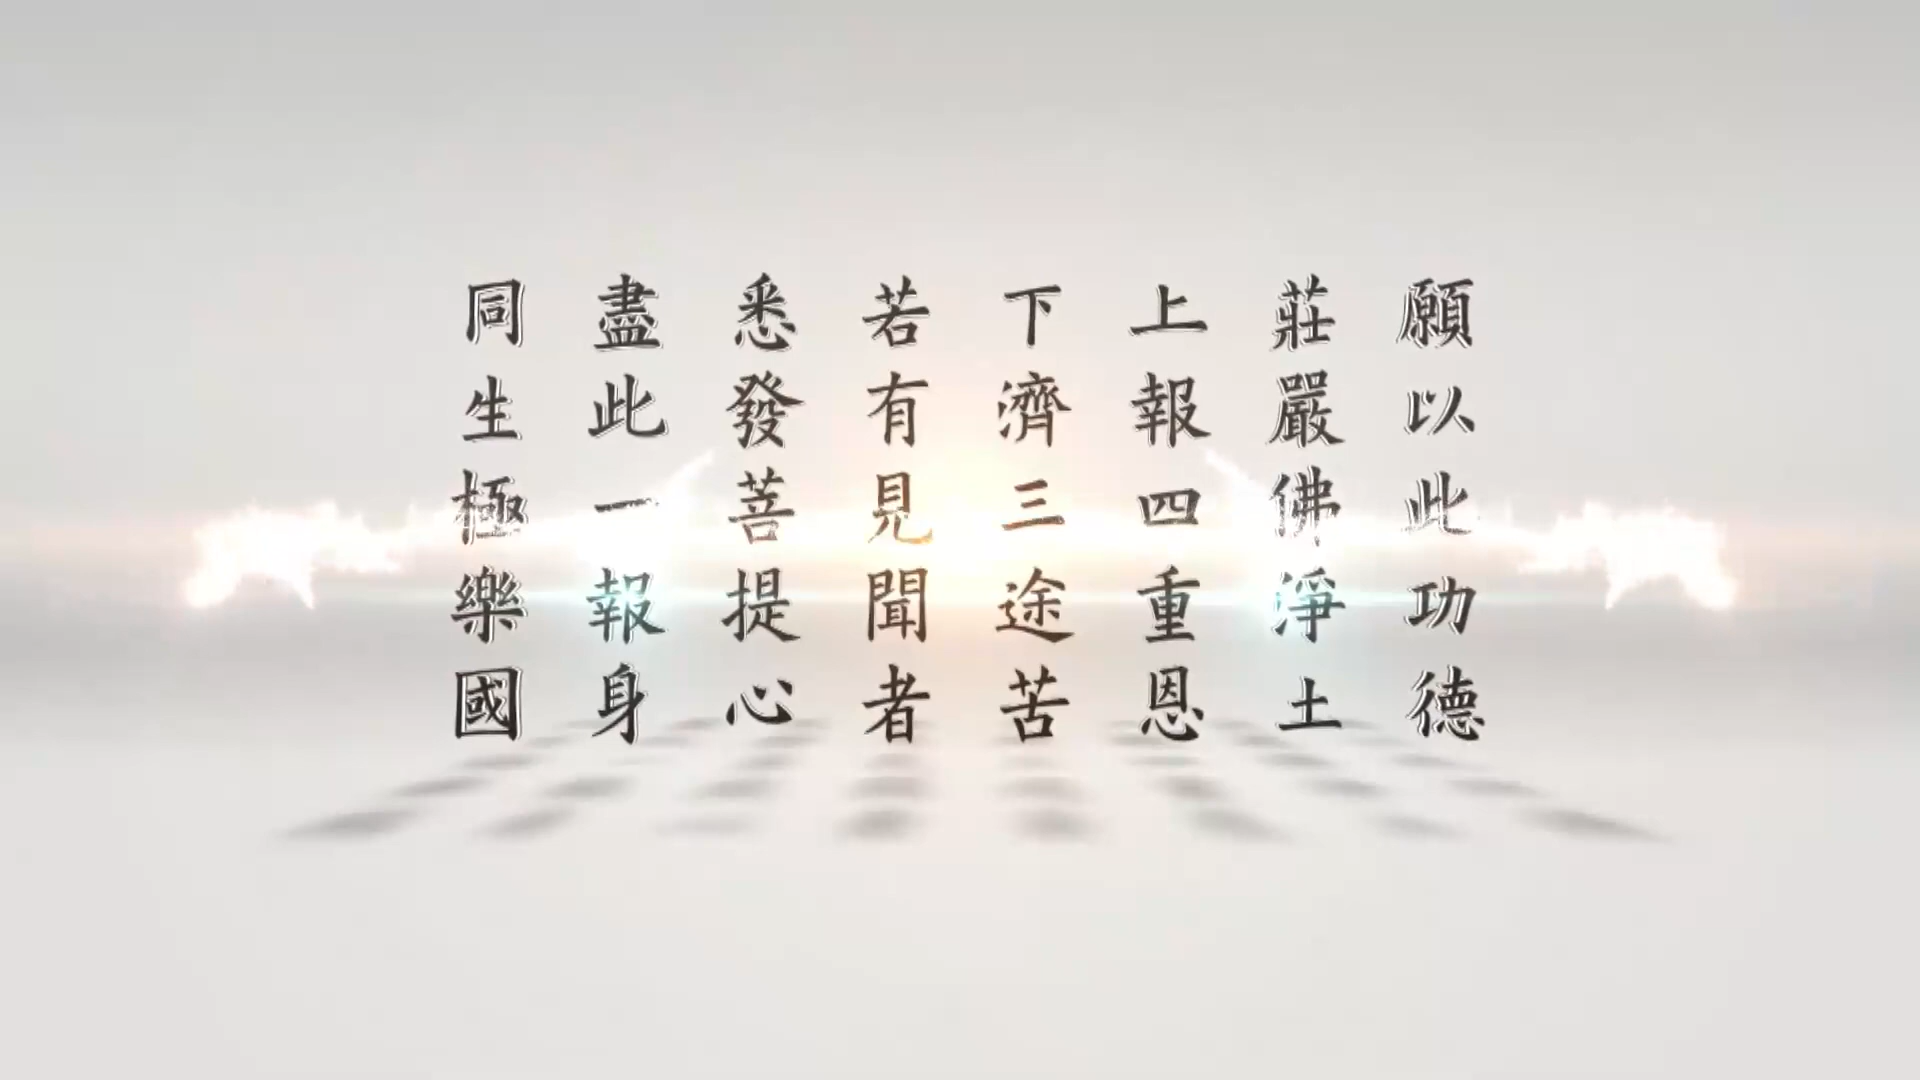 願以此功德
莊嚴佛淨土
上報四重恩
下濟三途苦
若有見聞者
悉發菩提心
盡此一報身
同生極樂國